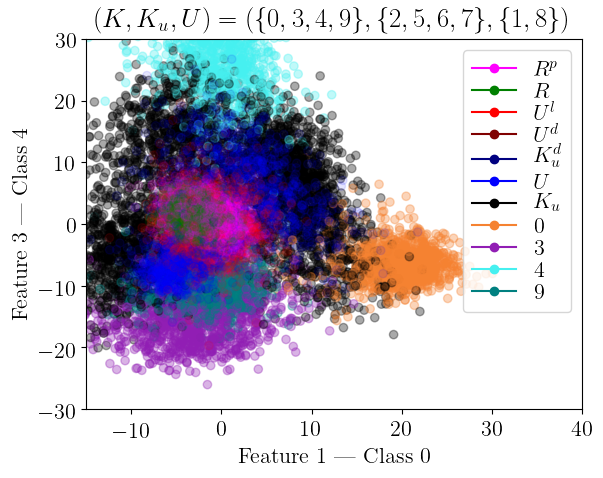 (K, K_u, U) = ({0, 3, 4, 9}, {2, 5, 6, 7}, {1, 8})
30
20
10
0
−10
−20
−30
Feature 3 — Class 4
R^p
R
U^l
U^d
K_u^d
U
K_u
0
3
4
9
−10
0
10
20
30
40
Feature 1 — Class 0